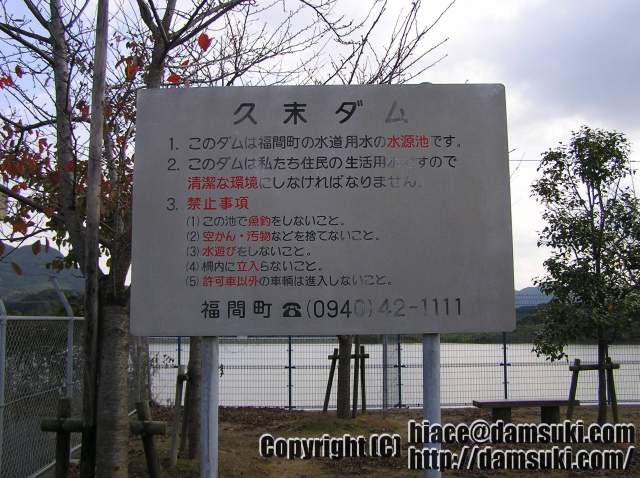 久末ダム
1. このダムは福間町の水道用水の水源池です。
2. このダムは私たち住民の生活用水ですので
清潔な環境にしなければなりません。
3. 禁止事項
(1) この池で魚釣をしないこと。
(2) 空かん・汚物などを捨てないこと。
(3) 水遊びをしないこと。
(4) 柵内に立入らないこと。
(5) 許可車以外の車輌は進入しないこと。
福間町 ☎(0940)42-1111
Copyright (C) hiace@damsuki.com
http://damsuki.com/